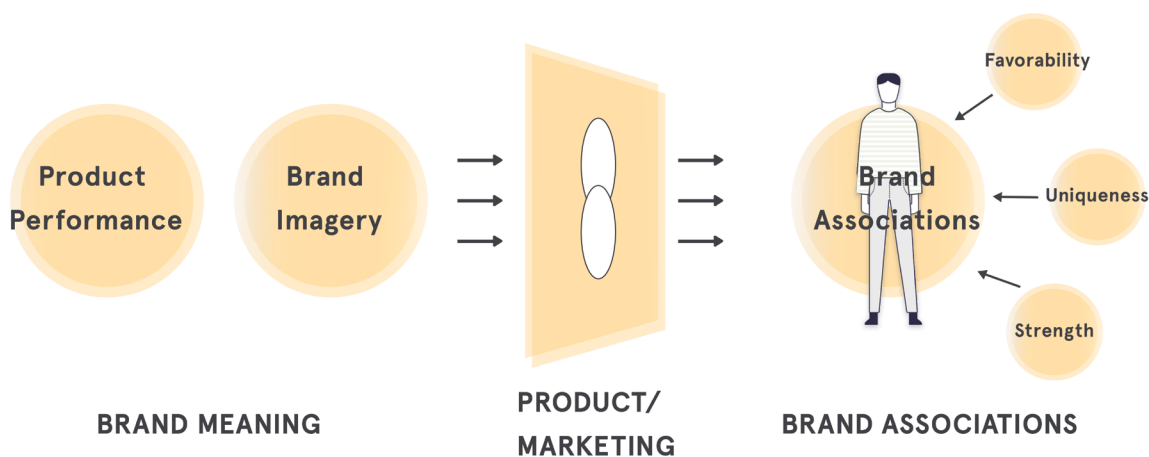 Product
Performance
Brand
Imagery
Brand
Associations
Favorability
Uniqueness
Strength
BRAND MEANING
PRODUCT/
MARKETING
BRAND ASSOCIATIONS